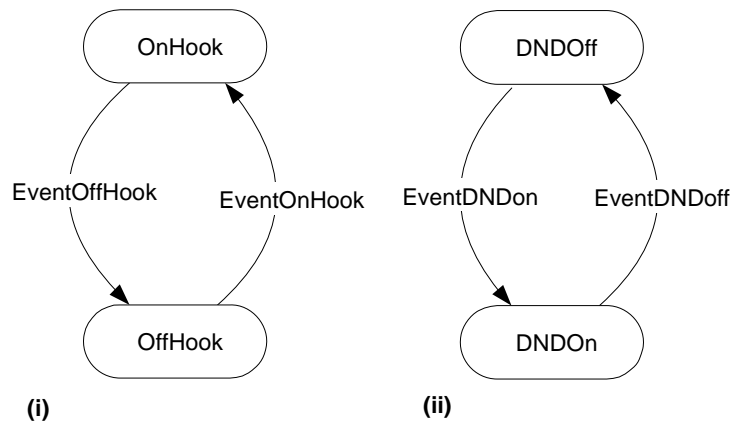 OnHook
EventOffHook
EventOnHook
OffHook
(i)
DNDOff
EventDNDon
EventDNDoff
DNDOn
(ii)